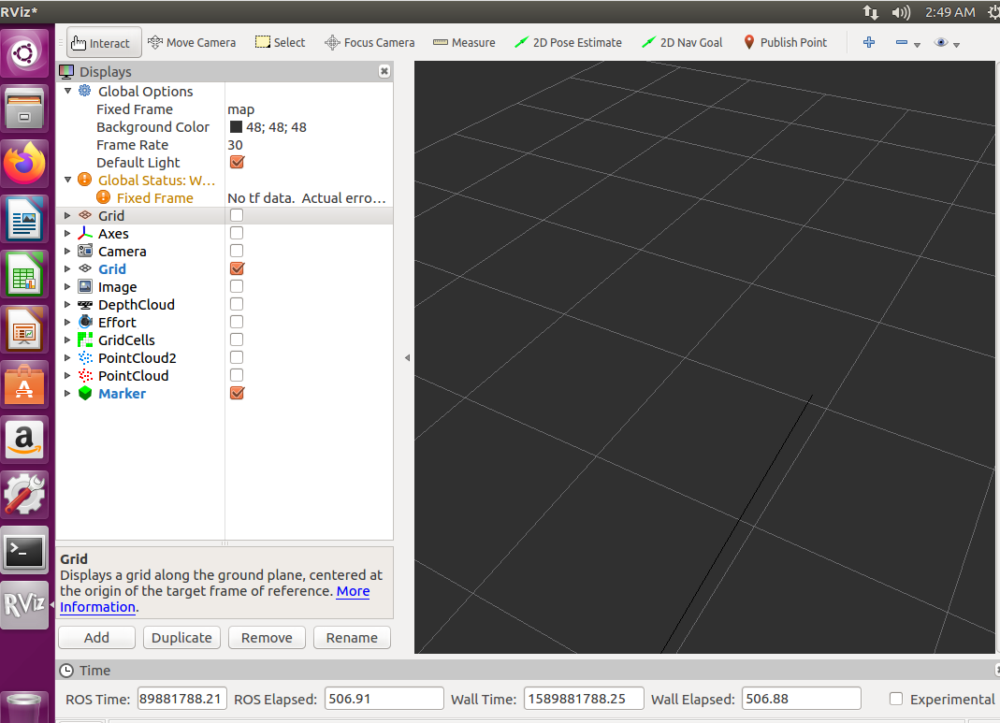 RViz*
2:49 AM
Interact Move Camera Select Focus Camera Measure 2D Pose Estimate 2D Nav Goal Publish Point
Displays
Global Options
Fixed Frame map
Background Color 48; 48; 48
Frame Rate 30
Default Light
Global Status: W...
Fixed Frame No tf data. Actual erro...
Grid
Axes
Camera
Grid
Image
DepthCloud
Effort
GridCells
PointCloud2
PointCloud
Marker
Grid
Displays a grid along the ground plane, centered at
the origin of the target frame of reference. More
Information.
Add Duplicate Remove Rename
Time
ROS Time: 89881788.21 ROS Elapsed: 506.91 Wall Time: 1589881788.25 Wall Elapsed: 506.88 Experimental
A
a
>_
RViz